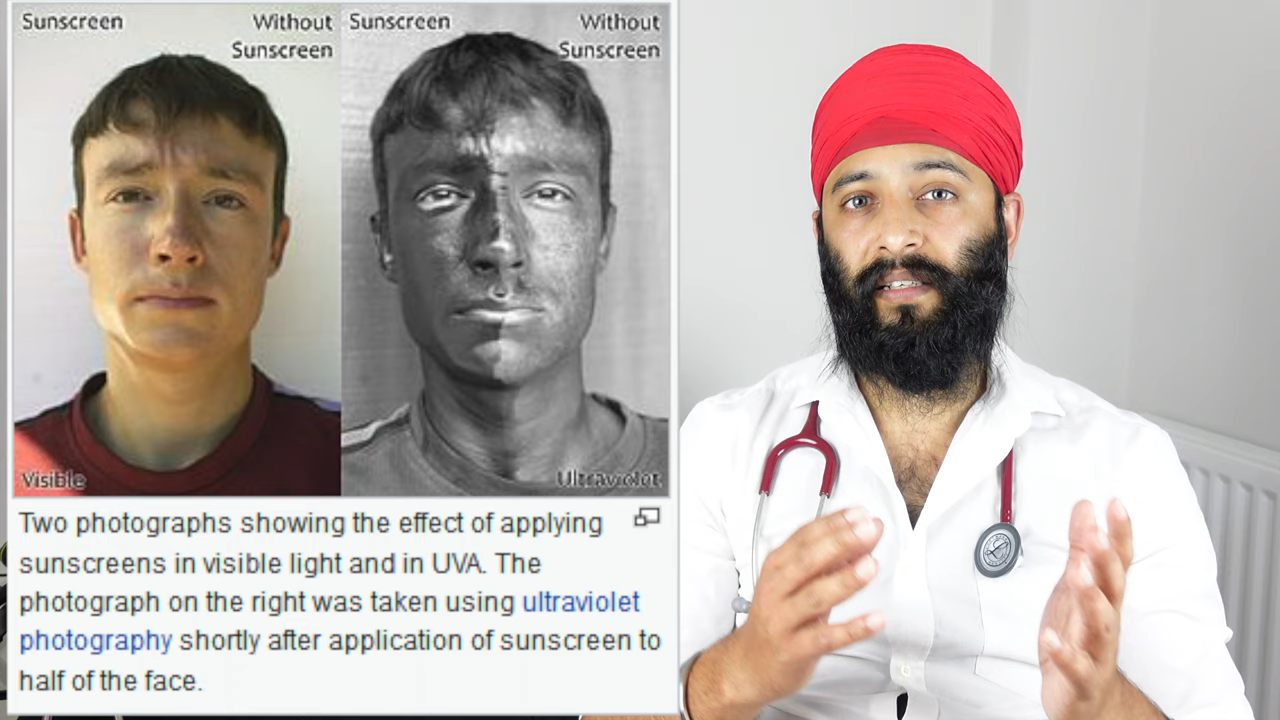 Sunscreen
Without
Sunscreen
Sunscreen
Without
Sunscreen
Visible
Ultraviolet
Two photographs showing the effect of applying
sunscreens in visible light and in UVA. The
photograph on the right was taken using ultraviolet
photography shortly after application of sunscreen to
half of the face.